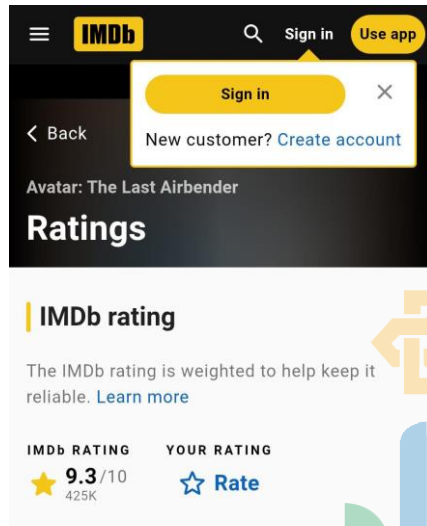 IMDb
Sign in
Use app
Sign in
New customer? Create account
Back
Avatar: The Last Airbender
Ratings
IMDb rating
The IMDb rating is weighted to help keep it
reliable. Learn more
IMDb RATING YOUR RATING
9.3/10
425K
Rate